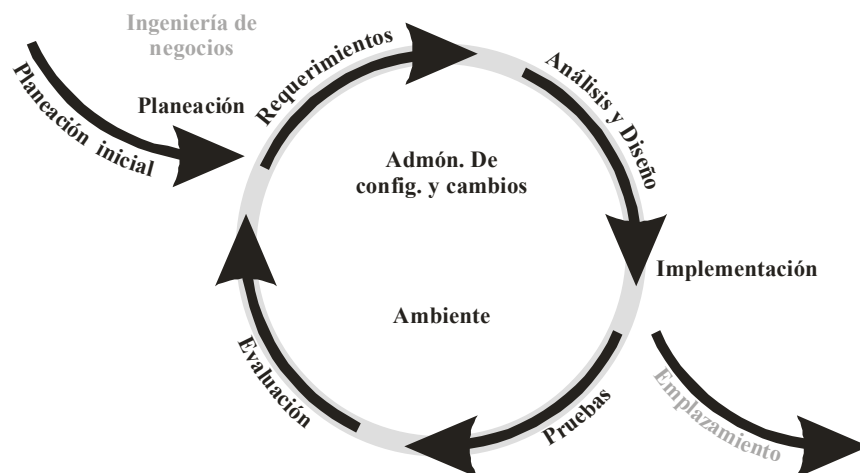 Ingeniería de
negocios
Planeación inicial
Planeación
Requerimientos
Análisis y Diseño
Admón. De
config. y cambios
Implementación
Ambiente
Evaluación
Pruebas
Emplazamiento